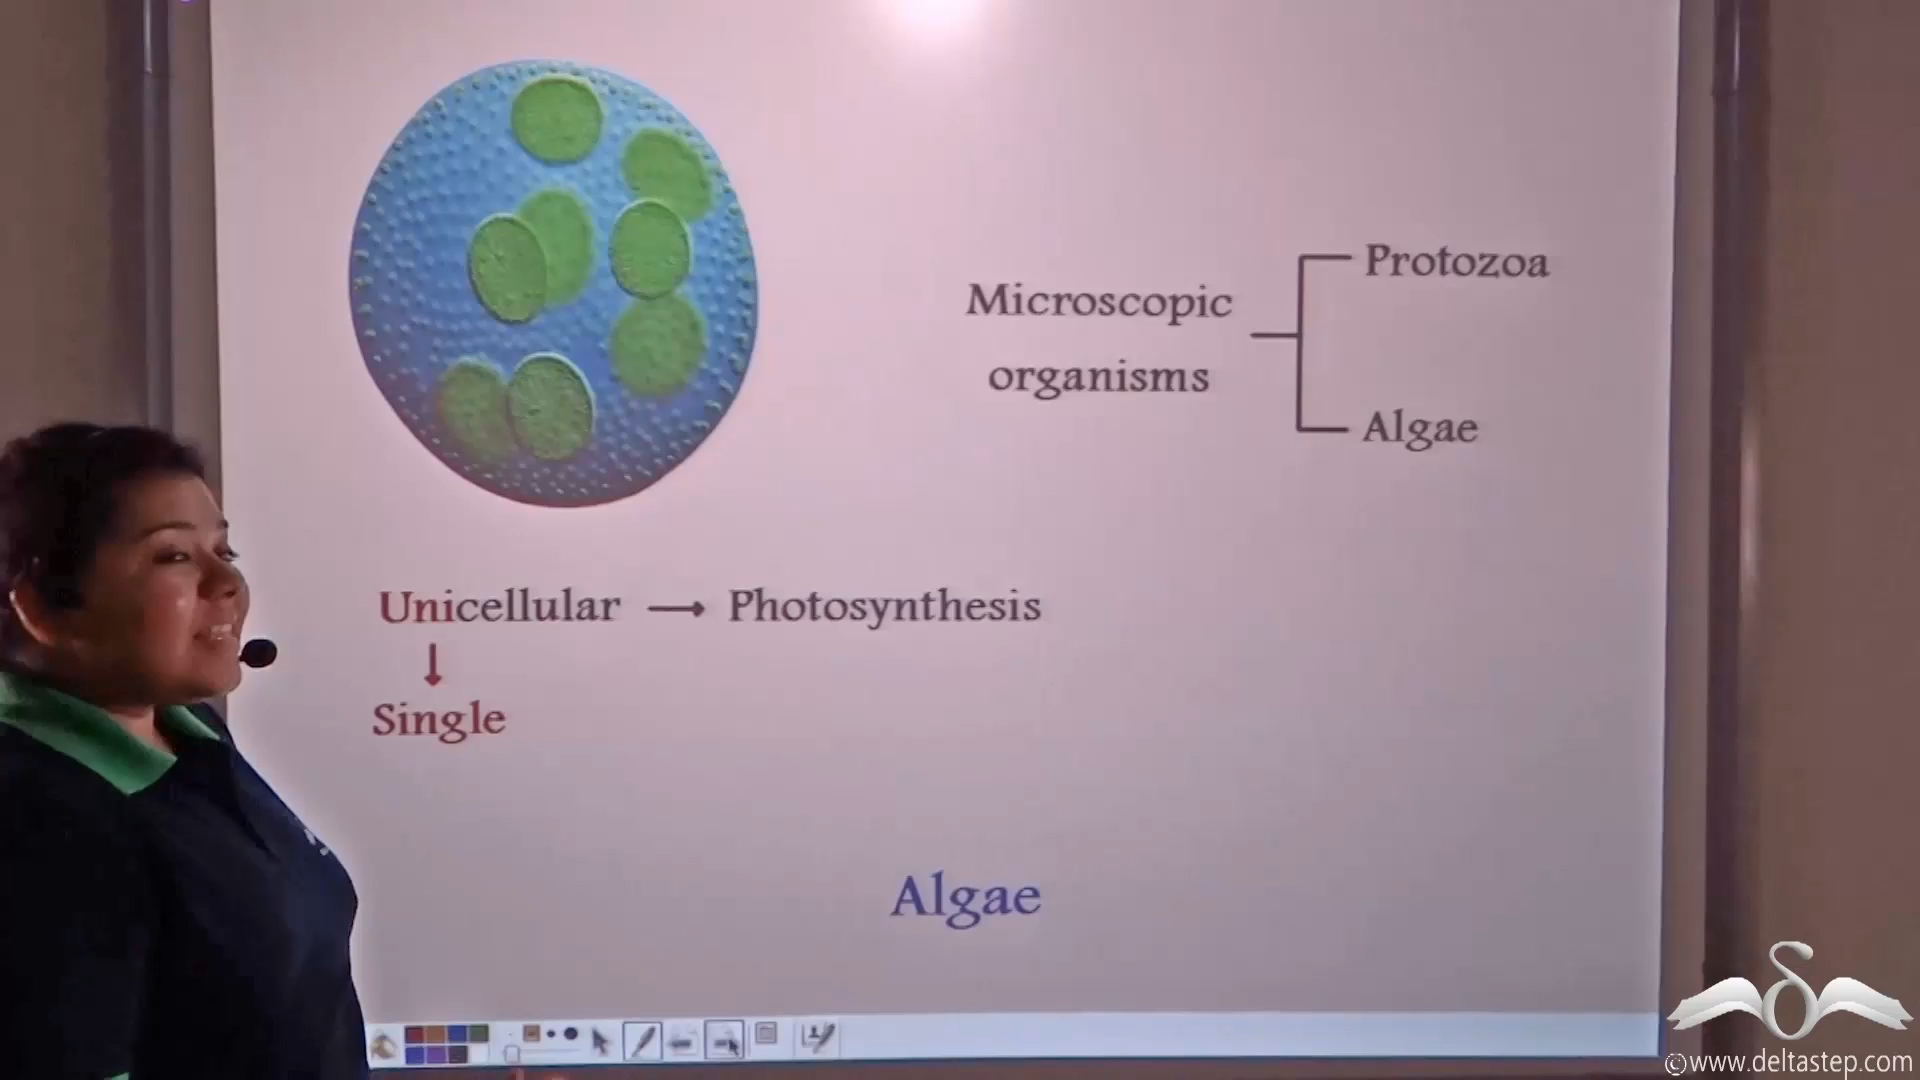 Protozoa
Microscopic
organisms
Algae
Unicellular → Photosynthesis
↓
Single
Algae
©www.deltastep.com